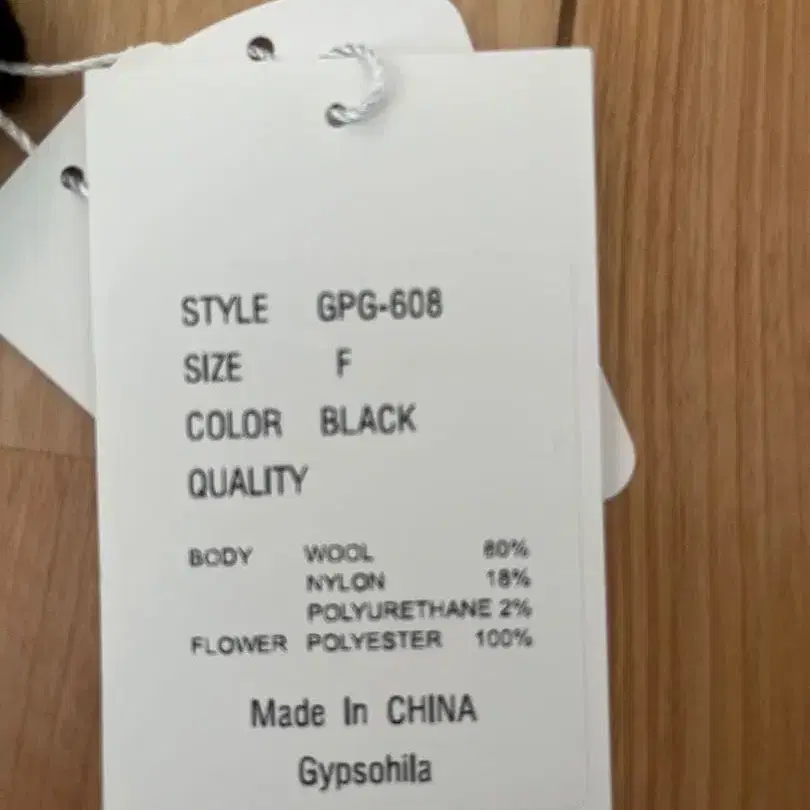 STYLE GPG-608
SIZE F
COLOR BLACK
QUALITY
BODY WOOL 80%
NYLON 18%
POLYURETHANE 2%
FLOWER POLYESTER 100%
Made In CHINA
Gypsohila